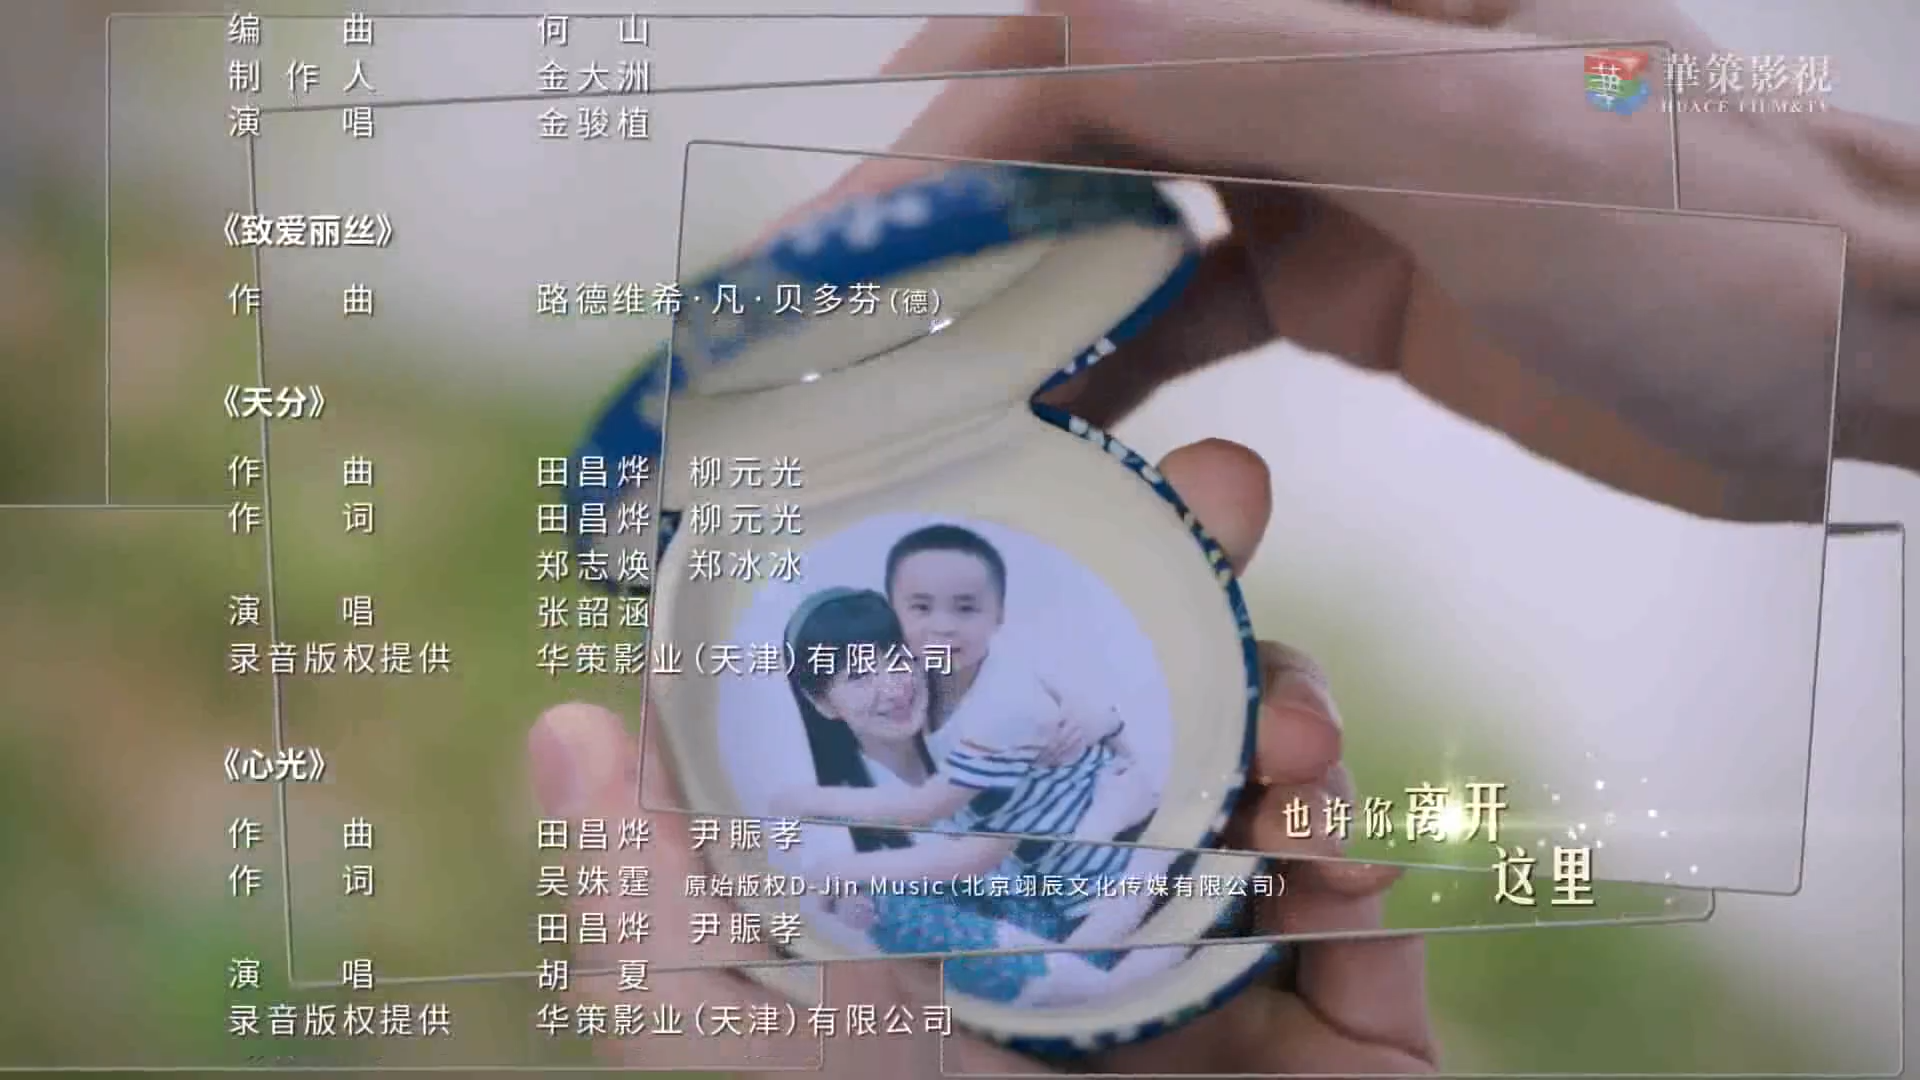 编曲 何山
制作人 金大洲
演唱 金骏植
華策影視
HUACE FILM&TV
《致爱丽丝》
作曲 路德维希·凡·贝多芬(德)
《天分》
作曲 田昌烨 柳元光
作词 田昌烨 柳元光
郑志焕 郑冰冰
演唱 张韶涵
录音版权提供 华策影业(天津)有限公司
《心光》
作曲 田昌烨 尹赈孝
作词 吴姝霆 原始版权D-Jin Music(北京翊辰文化传媒有限公司)
田昌烨 尹赈孝
演唱 胡夏
录音版权提供 华策影业(天津)有限公司
也许你离开
这里